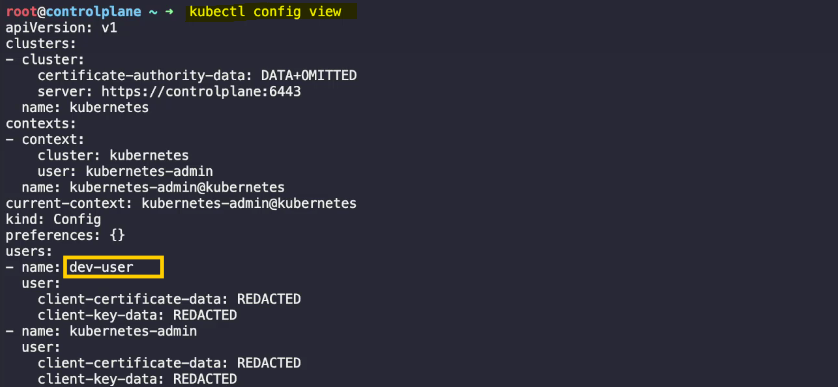 root@controlplane ~ ➜ kubectl config view
apiVersion: v1
clusters:
- cluster:
    certificate-authority-data: DATA+OMITTED
    server: https://controlplane:6443
  name: kubernetes
contexts:
- context:
    cluster: kubernetes
    user: kubernetes-admin
  name: kubernetes-admin@kubernetes
current-context: kubernetes-admin@kubernetes
kind: Config
preferences: {}
users:
- name: dev-user
  user:
    client-certificate-data: REDACTED
    client-key-data: REDACTED
- name: kubernetes-admin
  user:
    client-certificate-data: REDACTED
    client-key-data: REDACTED